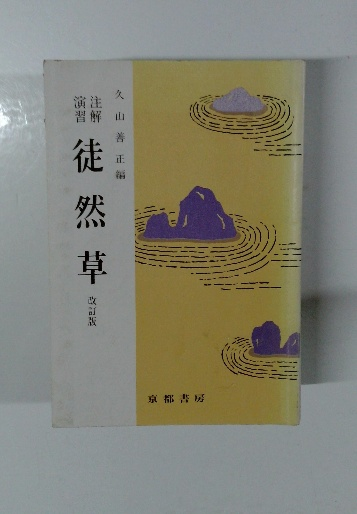 久山善正編
注解
演習
徒然草
改訂版
京都書房